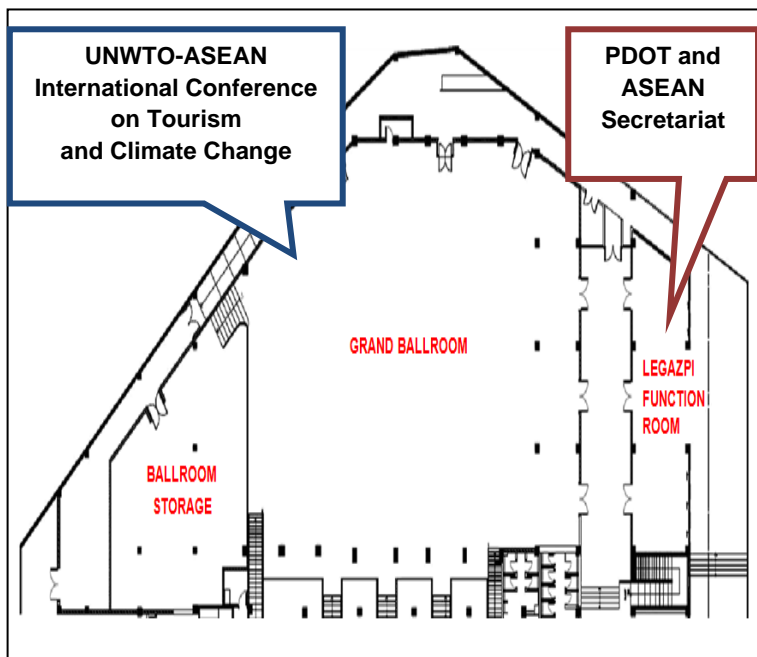 UNWTO-ASEAN
International Conference
on Tourism
and Climate Change
PDOT and
ASEAN
Secretariat
GRAND BALLROOM
LEGAZPI
FUNCTION
ROOM
BALLROOM
STORAGE